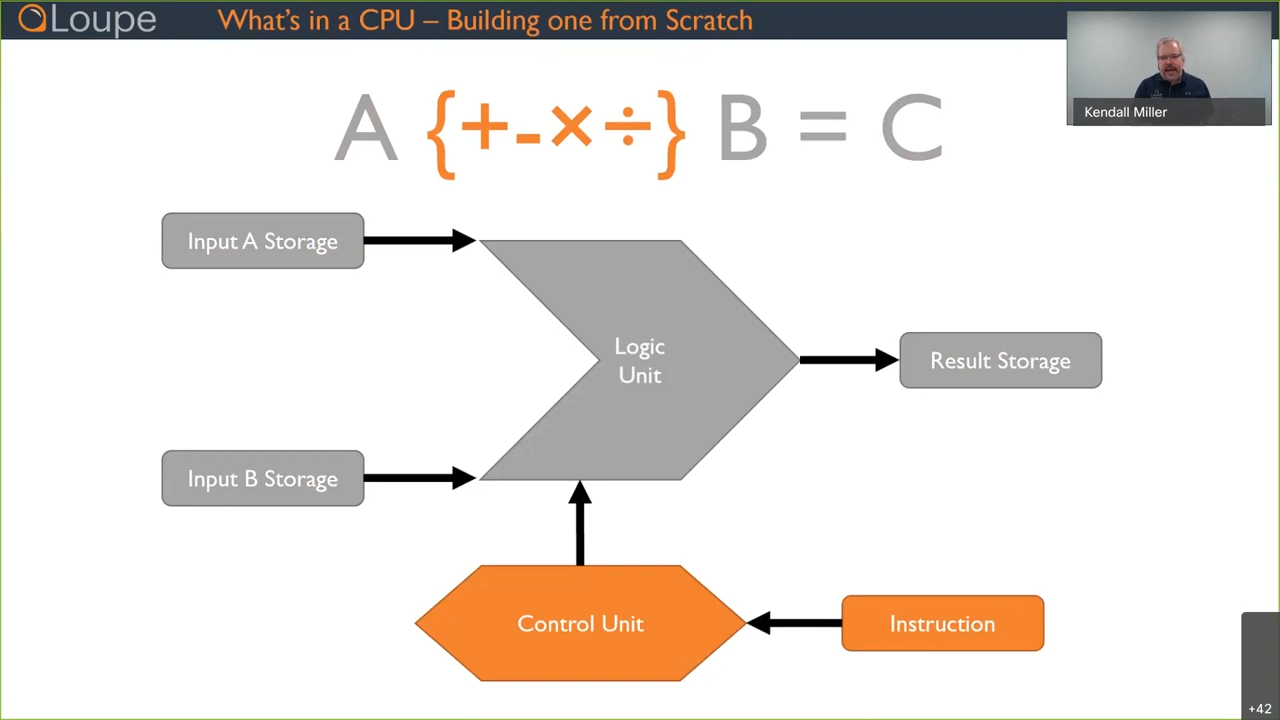 Loupe
What's in a CPU – Building one from Scratch
Kendall Miller
A {+-×÷} B = C
Input A Storage
Logic
Unit
Result Storage
Input B Storage
Control Unit
Instruction
+42